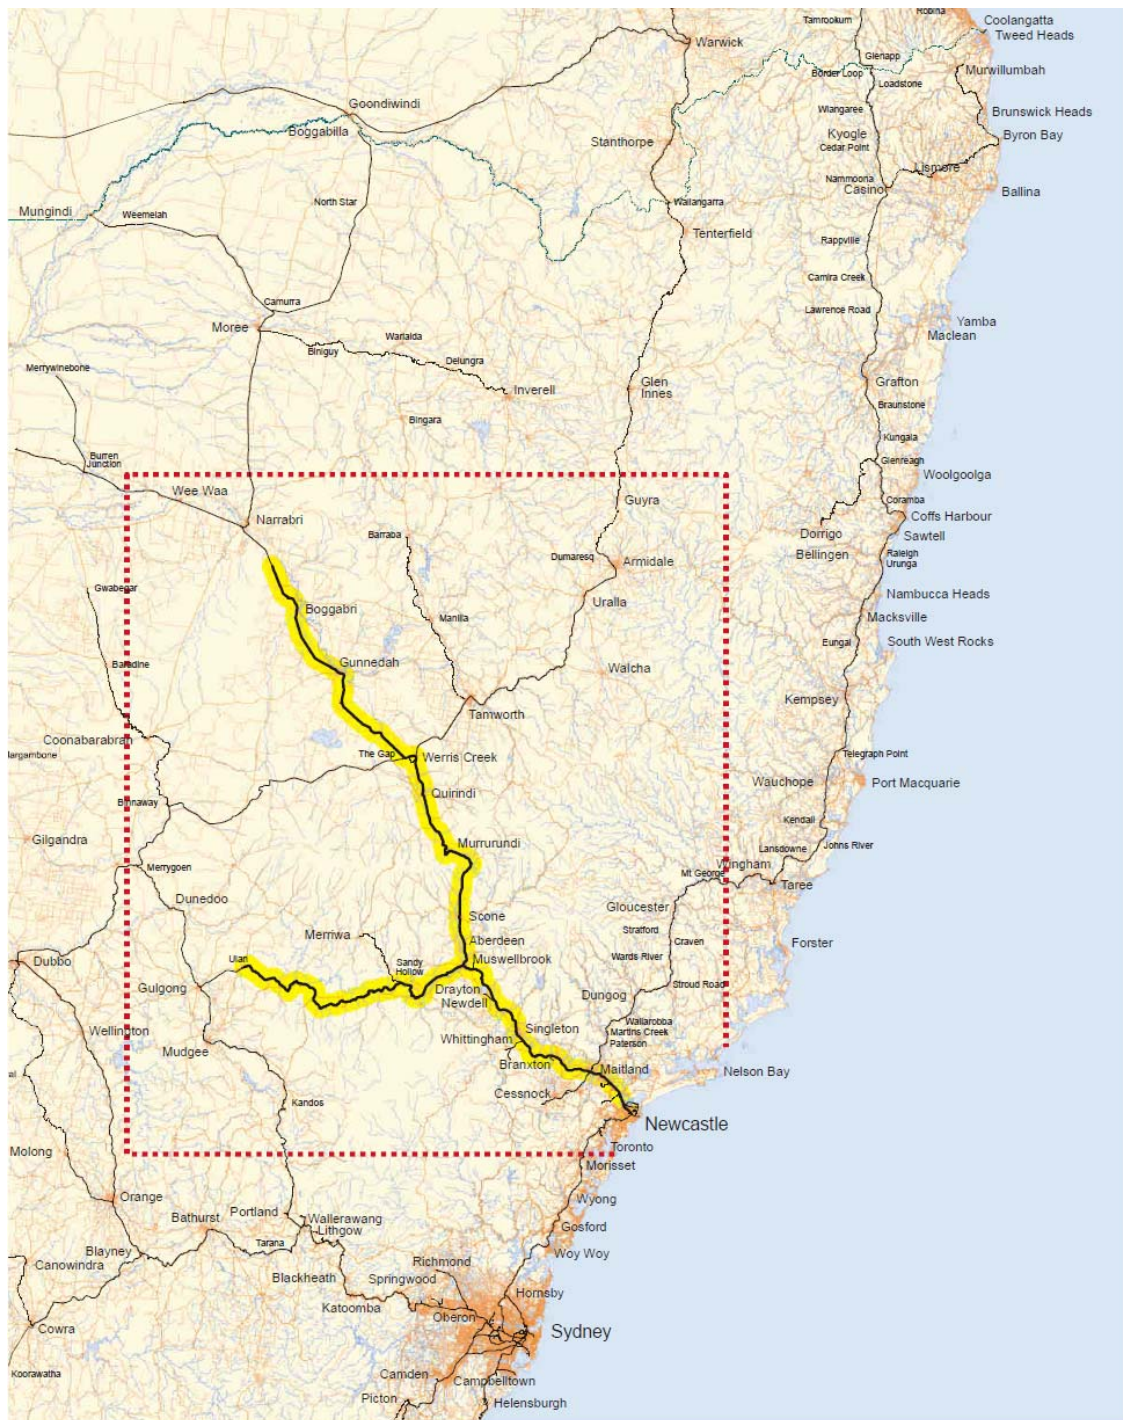 Robina
Tamrookum
Coolangatta
Tweed Heads
Warwick
Glenapp
Border Loop
Loadstone
Murwillumbah
Goondiwindi
Wiangaree
Brunswick Heads
Boggabilla
Stanthorpe
Kyogle
Cedar Point
Byron Bay
Lismore
Nammoona
Casino
Ballina
North Star
Wallangarra
Mungindi
Weemelah
Tenterfield
Rappville
Camira Creek
Camurra
Lawrence Road
Yamba
Maclean
Moree
Warialda
Biniguy
Delungra
Merrywinebone
Inverell
Glen
Innes
Grafton
Braunstone
Bingara
Kungala
Burren
Junction
Glenreagh
Woolgoolga
Wee Waa
Guyra
Coramba
Narrabri
Coffs Harbour
Barraba
Dorrigo
Sawtell
Dumaresq
Armidale
Bellingen
Raleigh
Urunga
Gwabegar
Boggabri
Uralla
Nambucca Heads
Manilla
Macksville
Eungai
South West Rocks
Baradine
Gunnedah
Walcha
Kempsey
Tamworth
Coonabarabran
The Gap
Werris Creek
Telegraph Point
Wauchope
Port Macquarie
Quirindi
Binnaway
Kendall
Gilgandra
Murrurundi
Lansdowne
Johns River
Merrygoen
Wingham
Mt George
Taree
Dunedoo
Gloucester
Scone
Stratford
Merriwa
Aberdeen
Craven
Forster
Dubbo
Ulan
Sandy
Hollow
Muswellbrook
Wards River
Gulgong
Drayton
Newdell
Dungog
Stroud Road
Wallarobba
Wellington
Singleton
Martins Creek
Whittingham
Paterson
Mudgee
Branxton
Maitland
Nelson Bay
Cessnock
Kandos
Newcastle
Molong
Toronto
Morisset
Orange
Wyong
Bathurst
Portland
Wallerawang
Lithgow
Gosford
Tarana
Blayney
Woy Woy
Canowindra
Richmond
Blackheath
Springwood
Hornsby
Katoomba
Oberon
Cowra
Sydney
Koorawatha
Camden
Campbelltown
Picton
Helensburgh